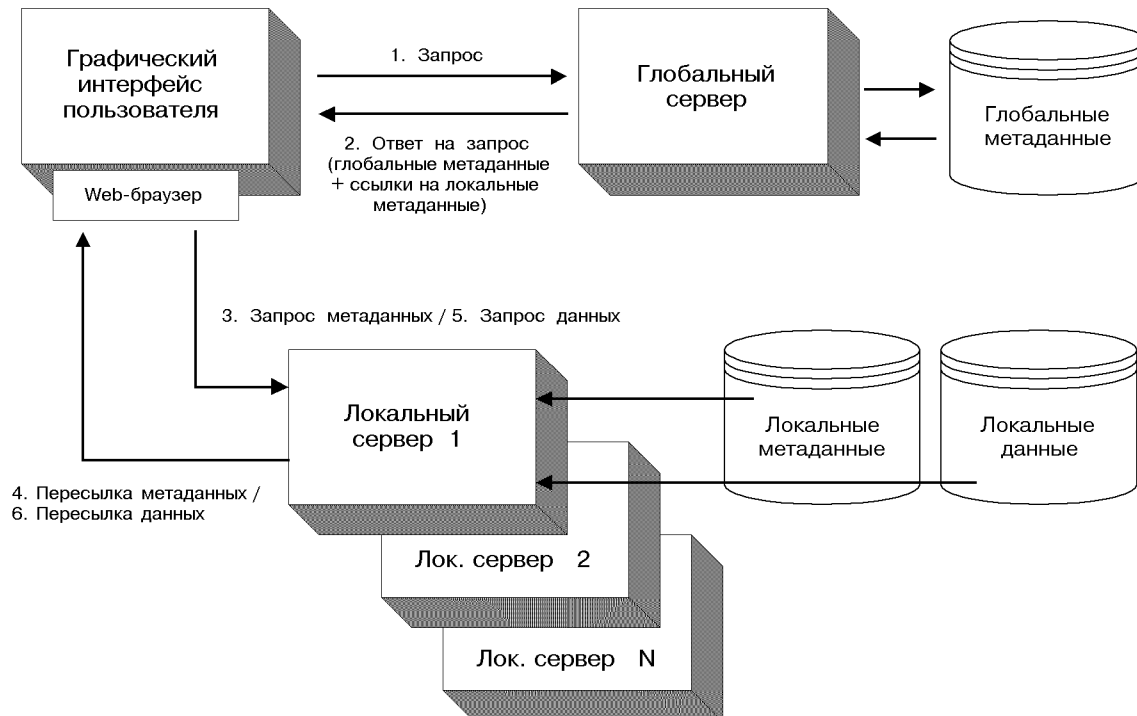 Графический
интерфейс
пользователя
Web-браузер
1. Запрос
2. Ответ на запрос
(глобальные метаданные
+ ссылки на локальные
метаданные)
Глобальный
сервер
Глобальные
метаданные
3. Запрос метаданных / 5. Запрос данных
4. Пересылка метаданных /
6. Пересылка данных
Локальный
сервер 1
Лок. сервер 2
Лок. сервер N
Локальные
метаданные
Локальные
данные